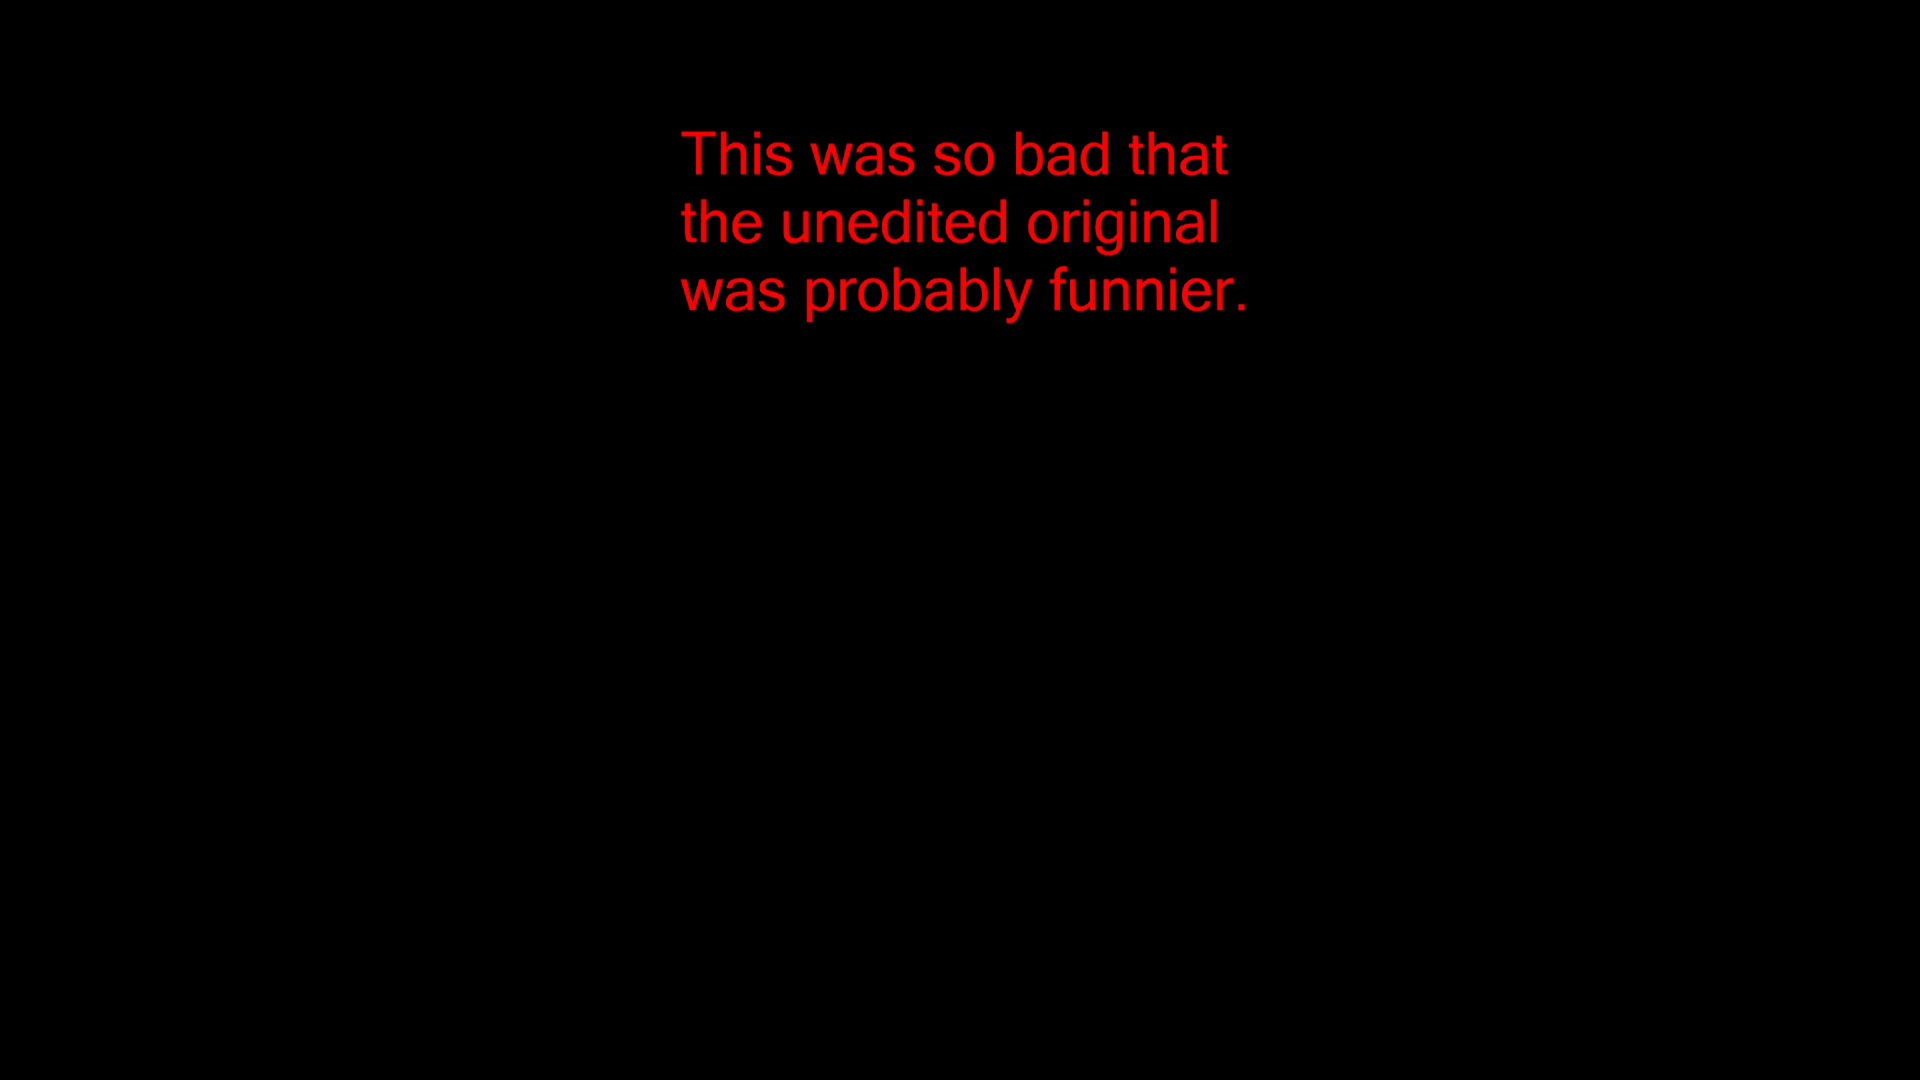 This was so bad that
the unedited original
was probably funnier.